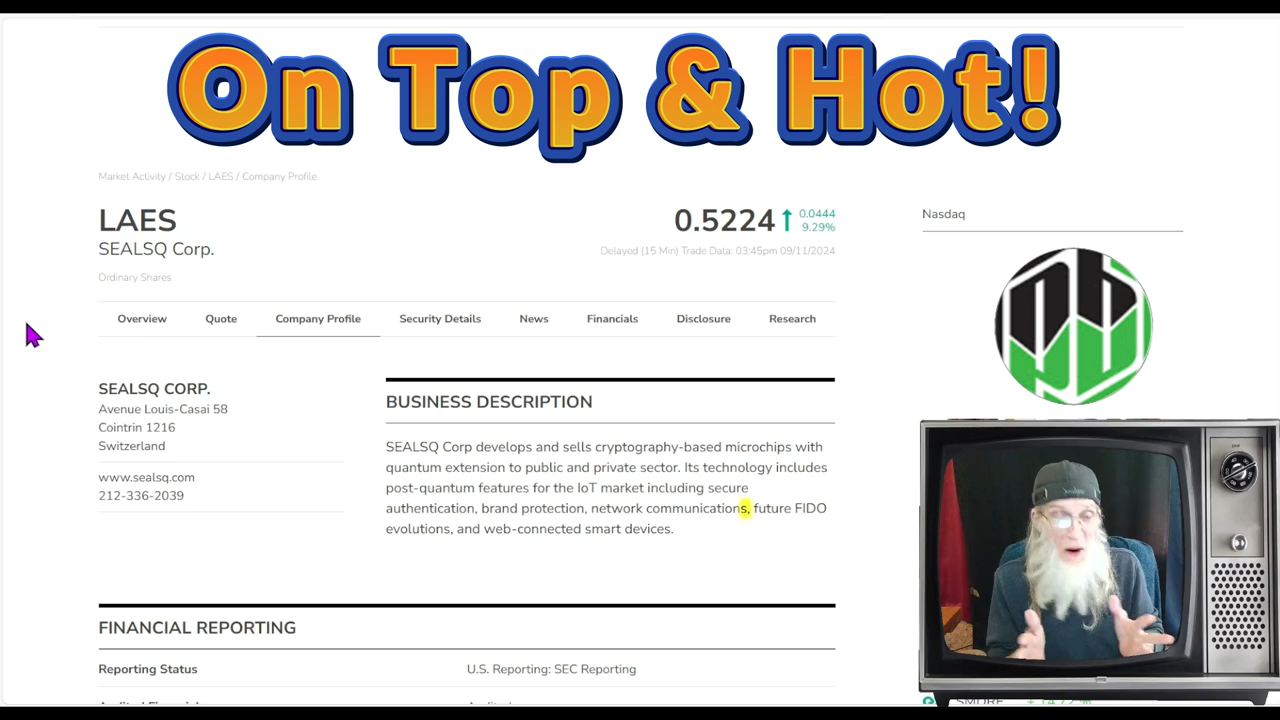 On Top & Hot!
Market Activity / Stock / LAES / Company Profile
LAES
SEALSQ Corp.
Ordinary Shares
0.5224
0.0444
9.29%
Delayed (15 Min) Trade Data: 03:45pm 09/11/2024
Nasdaq
Overview Quote Company Profile Security Details News Financials Disclosure Research
SEALSQ CORP.
Avenue Louis-Casai 58
Cointrin 1216
Switzerland
www.sealsq.com
212-336-2039
BUSINESS DESCRIPTION
SEALSQ Corp develops and sells cryptography-based microchips with
quantum extension to public and private sector. Its technology includes
post-quantum features for the IoT market including secure
authentication, brand protection, network communications, future FIDO
evolutions, and web-connected smart devices.
FINANCIAL REPORTING
Reporting Status U.S. Reporting: SEC Reporting